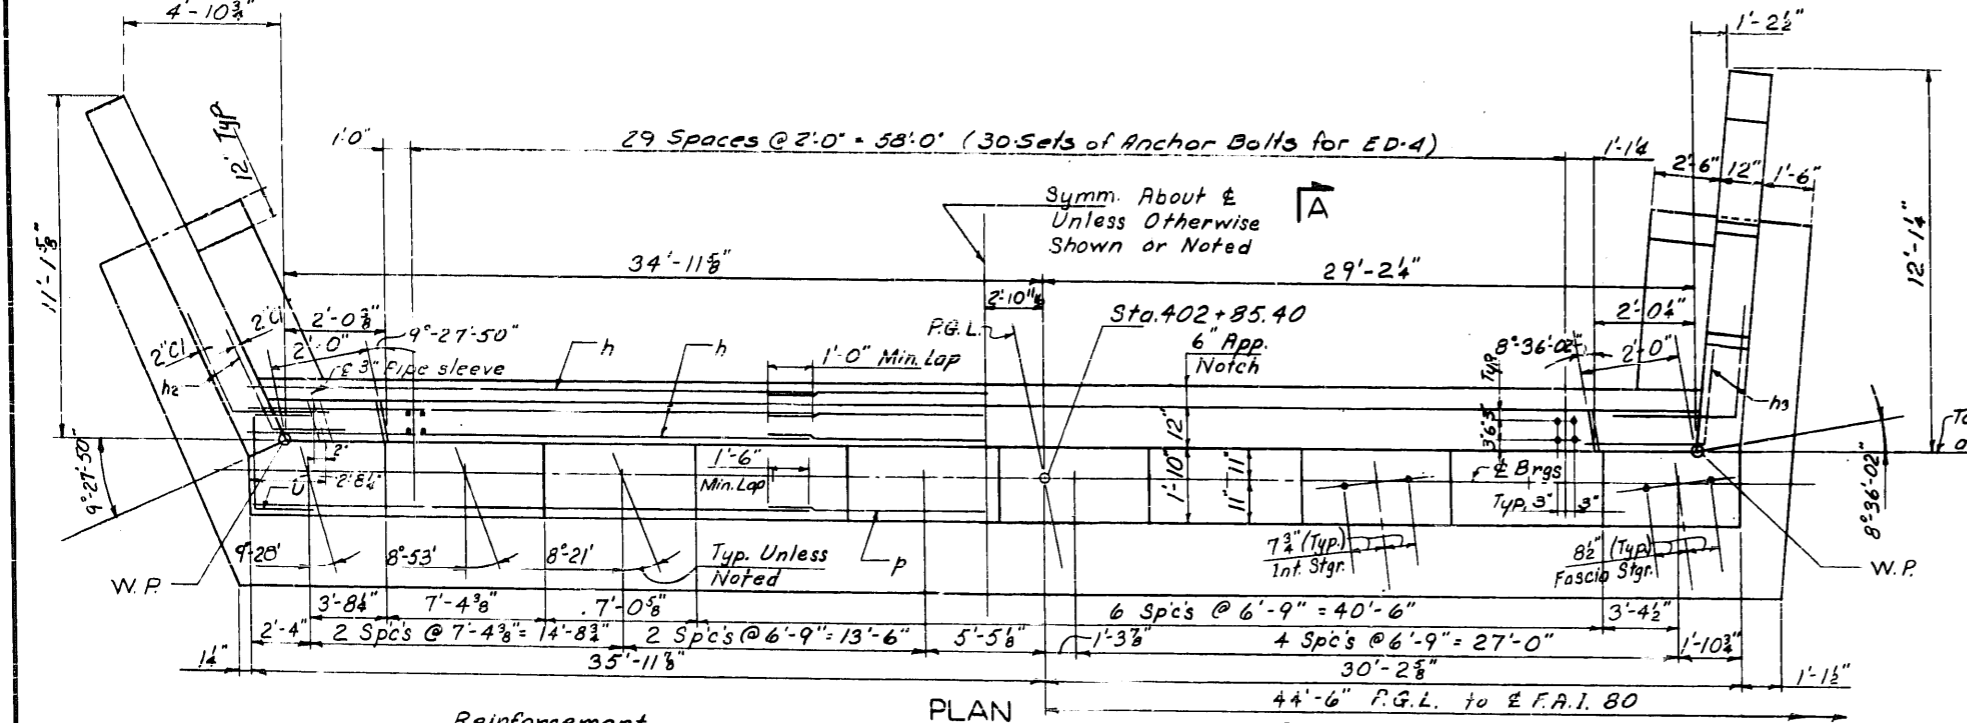 4'-10¾"
1'-2½"
12" Typ
1'-0"
29 Spaces @ 2'-0" = 58'-0" (30-Sets of Anchor Bolts for ED-4)
1'-1¼
2'-6"
12"
1'-6"
Symm. About ℄
Unless Otherwise
Shown or Noted
A
11'-1⅝"
12'-1¼"
34'-11⅝"
29'-2¼"
2'-10"
Sta. 402+85.40
P.G.L.
2'-0⅜"
9°-27'-50"
2'-0"
2"Cl
2"Cl
h2
℄ 3" Pipe sleeve
h
h
1'-0" Min. Lap
6" App.
Notch
8°-36'-02"
2'-0¼"
2'-0"
Typ
h3
3"6"5"
12"
9°-27'-50"
8°-36'-02"
2"
2'-8¼"
U
1'-6"
Min. Lap
1'-10"
11"
11"
℄ Brgs
Typ. 3"
3"
9°-28'
8°-53'
8°-21'
Typ. Unless
Noted
p
7¾" (Typ.)
Int. Stgr.
8½" (Typ)
Fascia Stgr.
W.P.
W.P.
3'-8¼"
7'-4⅜"
7'-0⅝"
6 Spc's @ 6'-9" = 40'-6"
3'-4½"
2'-4"
2 Spc's @ 7'-4⅜" = 14'-8¾"
2 Spc's @ 6'-9" = 13'-6"
5'-5⅛"
1'-3⅞"
4 Spc's @ 6'-9" = 27'-0"
1'-10¾"
1¼"
35'-11⅞"
30'-2⅝"
1'-1½"
44'-6" P.G.L. to ℄ F.A.I. 80
PLAN
Reinforcement